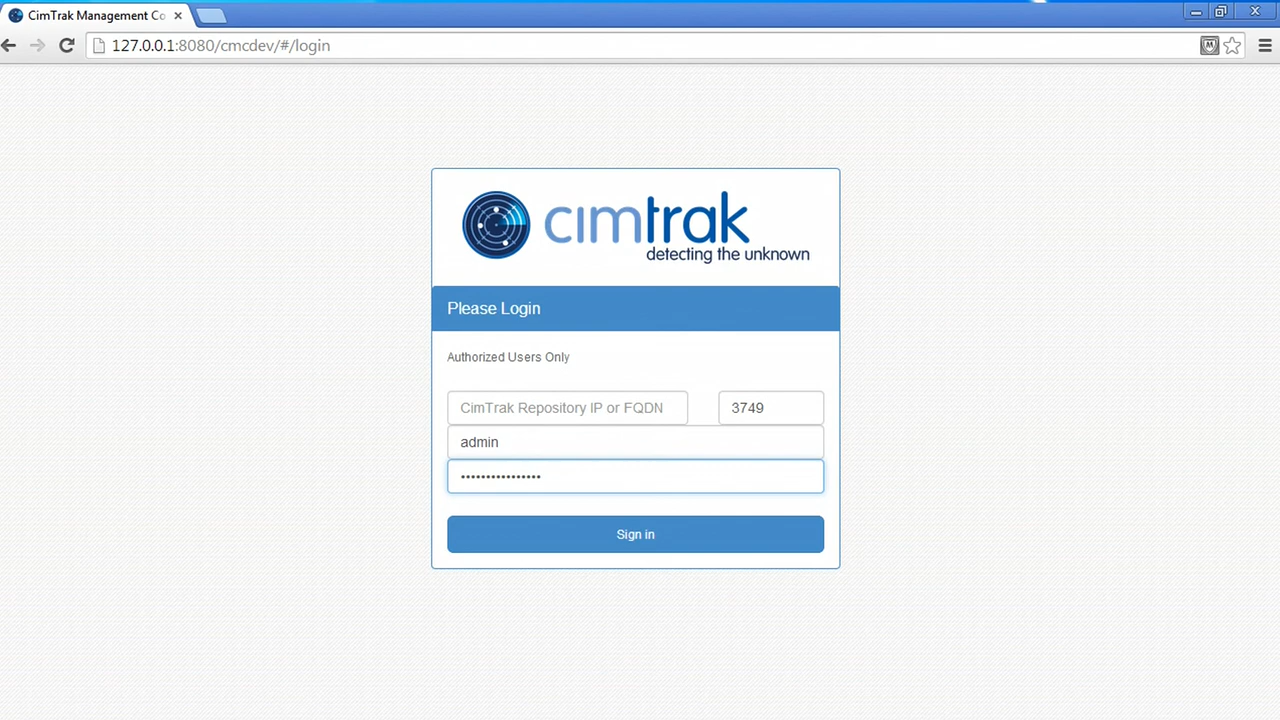 CimTrak Management Co
127.0.0.1:8080/cmcdev/#/login
cimtrak
detecting the unknown
Please Login
Authorized Users Only
CimTrak Repository IP or FQDN 3749
admin
••••••••••••••••
Sign in